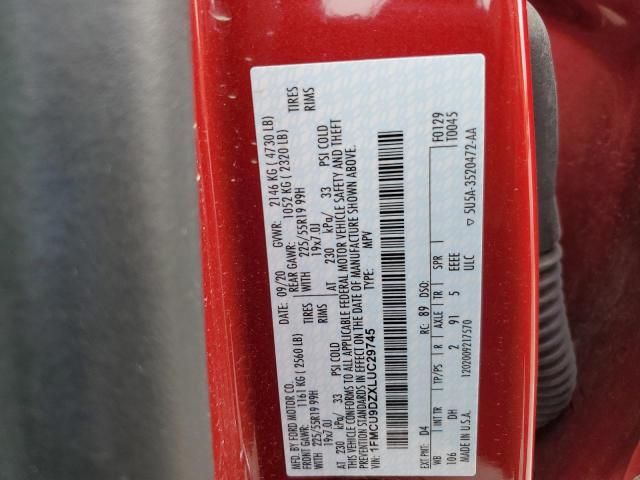 MFD. BY FORD MOTOR CO.
DATE: 09/20 GVWR: 2146 KG ( 4730 LB)
FRONT GAWR: 1161 KG ( 2560 LB) REAR GAWR: 1052 KG ( 2320 LB)
WITH 225/55R19 99H TIRES WITH 225/55R19 99H TIRES
19x7.0J RIMS 19x7.0J RIMS
AT 230 kPa/ 33 PSI COLD AT 230 kPa/ 33 PSI COLD
THIS VEHICLE CONFORMS TO ALL APPLICABLE FEDERAL MOTOR VEHICLE SAFETY AND THEFT
PREVENTION STANDARDS IN EFFECT ON THE DATE OF MANUFACTURE SHOWN ABOVE.
VIN: 1FMCU9DZXLUC29745 TYPE: MPV
EXT PNT: D4 RC: 89 DSO: F0129
WB INT TR TP/PS R AXLE TR SPR T0045
106 DH 2 91 5 EEEE
MADE IN U.S.A. 12020092175​70 ULC
5U5A-3520472-AA